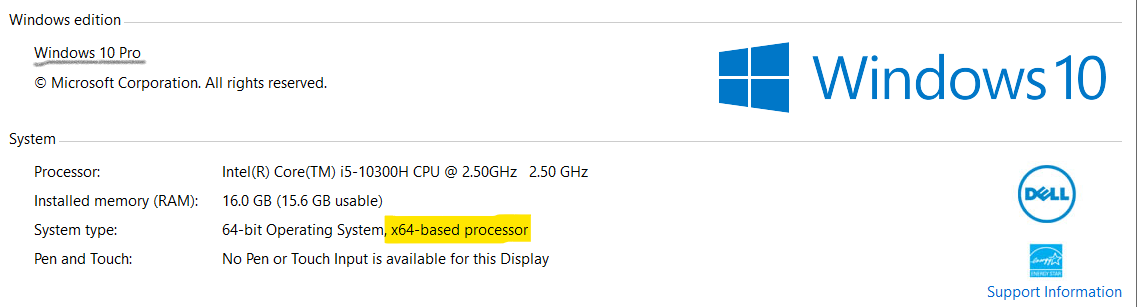 Windows edition
Windows 10 Pro
© Microsoft Corporation. All rights reserved.
Windows 10
System
Processor: Intel(R) Core(TM) i5-10300H CPU @ 2.50GHz 2.50 GHz
Installed memory (RAM): 16.0 GB (15.6 GB usable)
System type: 64-bit Operating System, x64-based processor
Pen and Touch: No Pen or Touch Input is available for this Display
DELL
energy
ENERGY STAR
Support Information